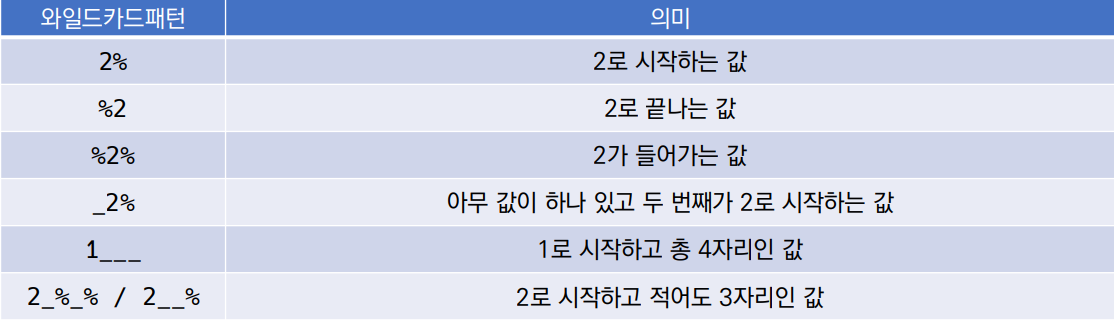 와일드카드패턴 의미
2% 2로 시작하는 값
%2 2로 끝나는 값
%2% 2가 들어가는 값
_2% 아무 값이 하나 있고 두 번째가 2로 시작하는 값
1___ 1로 시작하고 총 4자리인 값
2_%_% / 2__% 2로 시작하고 적어도 3자리인 값